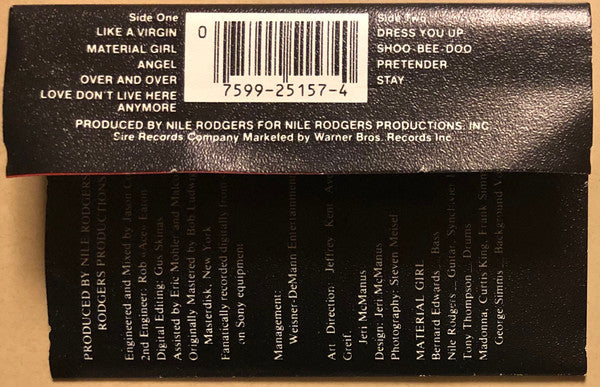 Side One
LIKE A VIRGIN
MATERIAL GIRL
ANGEL
OVER AND OVER
LOVE DON'T LIVE HERE
ANYMORE
0
7599-25157-4
Side Two
DRESS YOU UP
SHOO-BEE-DOO
PRETENDER
STAY
PRODUCED BY NILE RODGERS FOR NILE RODGERS PRODUCTIONS, INC
Sire Records Company Marketed by Warner Bros. Records Inc.
PRODUCED BY NILE RODGERS
RODGERS PRODUCTIONS
Engineered and Mixed by Jason
2nd Engineer: Rob
Digital Editing: Gus Skinas
Assisted by Eric Mohler and
Originally Mastered by Bob Ludwig
Masterdisk, New York
Fanatically recorded digitally from
on Sony equipment
Management:
Weisner-DeMann Entertainment
Art Direction: Jeffrey Kent
Greif,
Jeri McManus
Design: Jeri McManus
Photography: Steven Meisel
MATERIAL GIRL
Bernard Edwards _ Bass
Nile Rodgers _ Guitar, Synclavier
Tony Thompson _ Drums
Madonna, Curtis King, Frank
George Simms _ Background